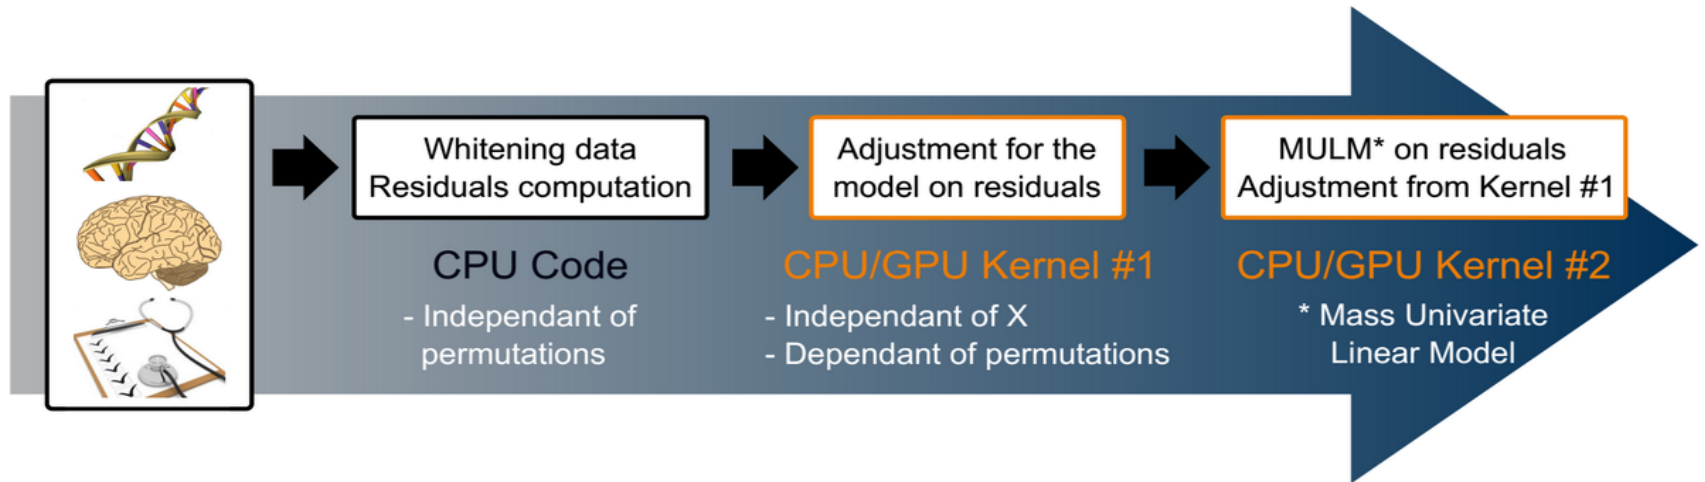 Whitening data
Residuals computation
CPU Code
- Independant of
permutations
Adjustment for the
model on residuals
CPU/GPU Kernel #1
- Independant of X
- Dependant of permutations
MULM* on residuals
Adjustment from Kernel #1
CPU/GPU Kernel #2
* Mass Univariate
Linear Model